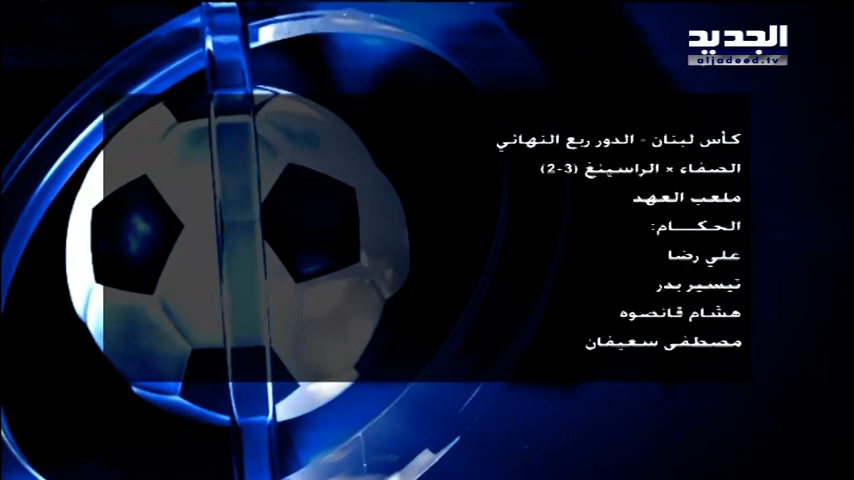 الجديد
aljadeed.tv
كأس لبنان - الدور ربع النهائي
الصفاء × الراسينغ (3-2)
ملعب العهد
الحكـــام:
علي رضا
تيسير بدر
هشام قانصوه
مصطفى سعيفان